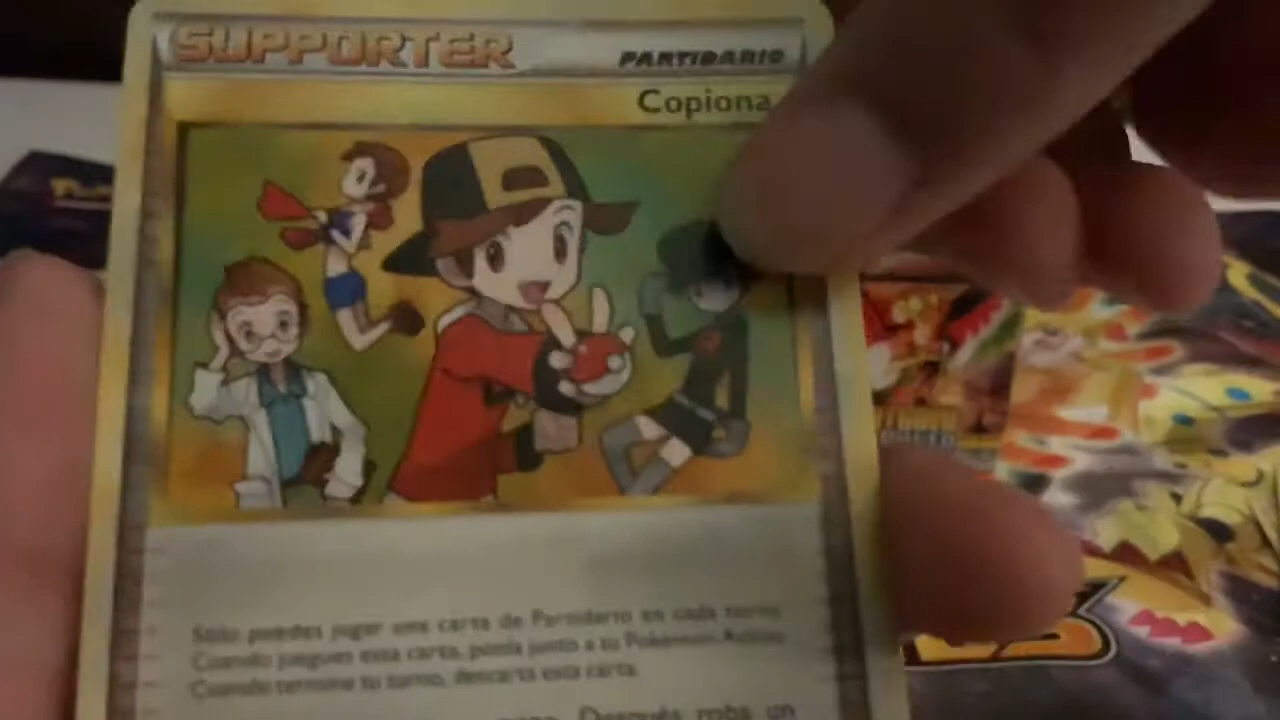 SUPPORTER
PARTIDARIO
Copiona
Sólo puedes jugar una carta de Partidario en cada turno.
Cuando juegues esta carta, ponla junto a tu Pokémon Activo.
Cuando termine tu turno, descarta esta carta.
Después roba un